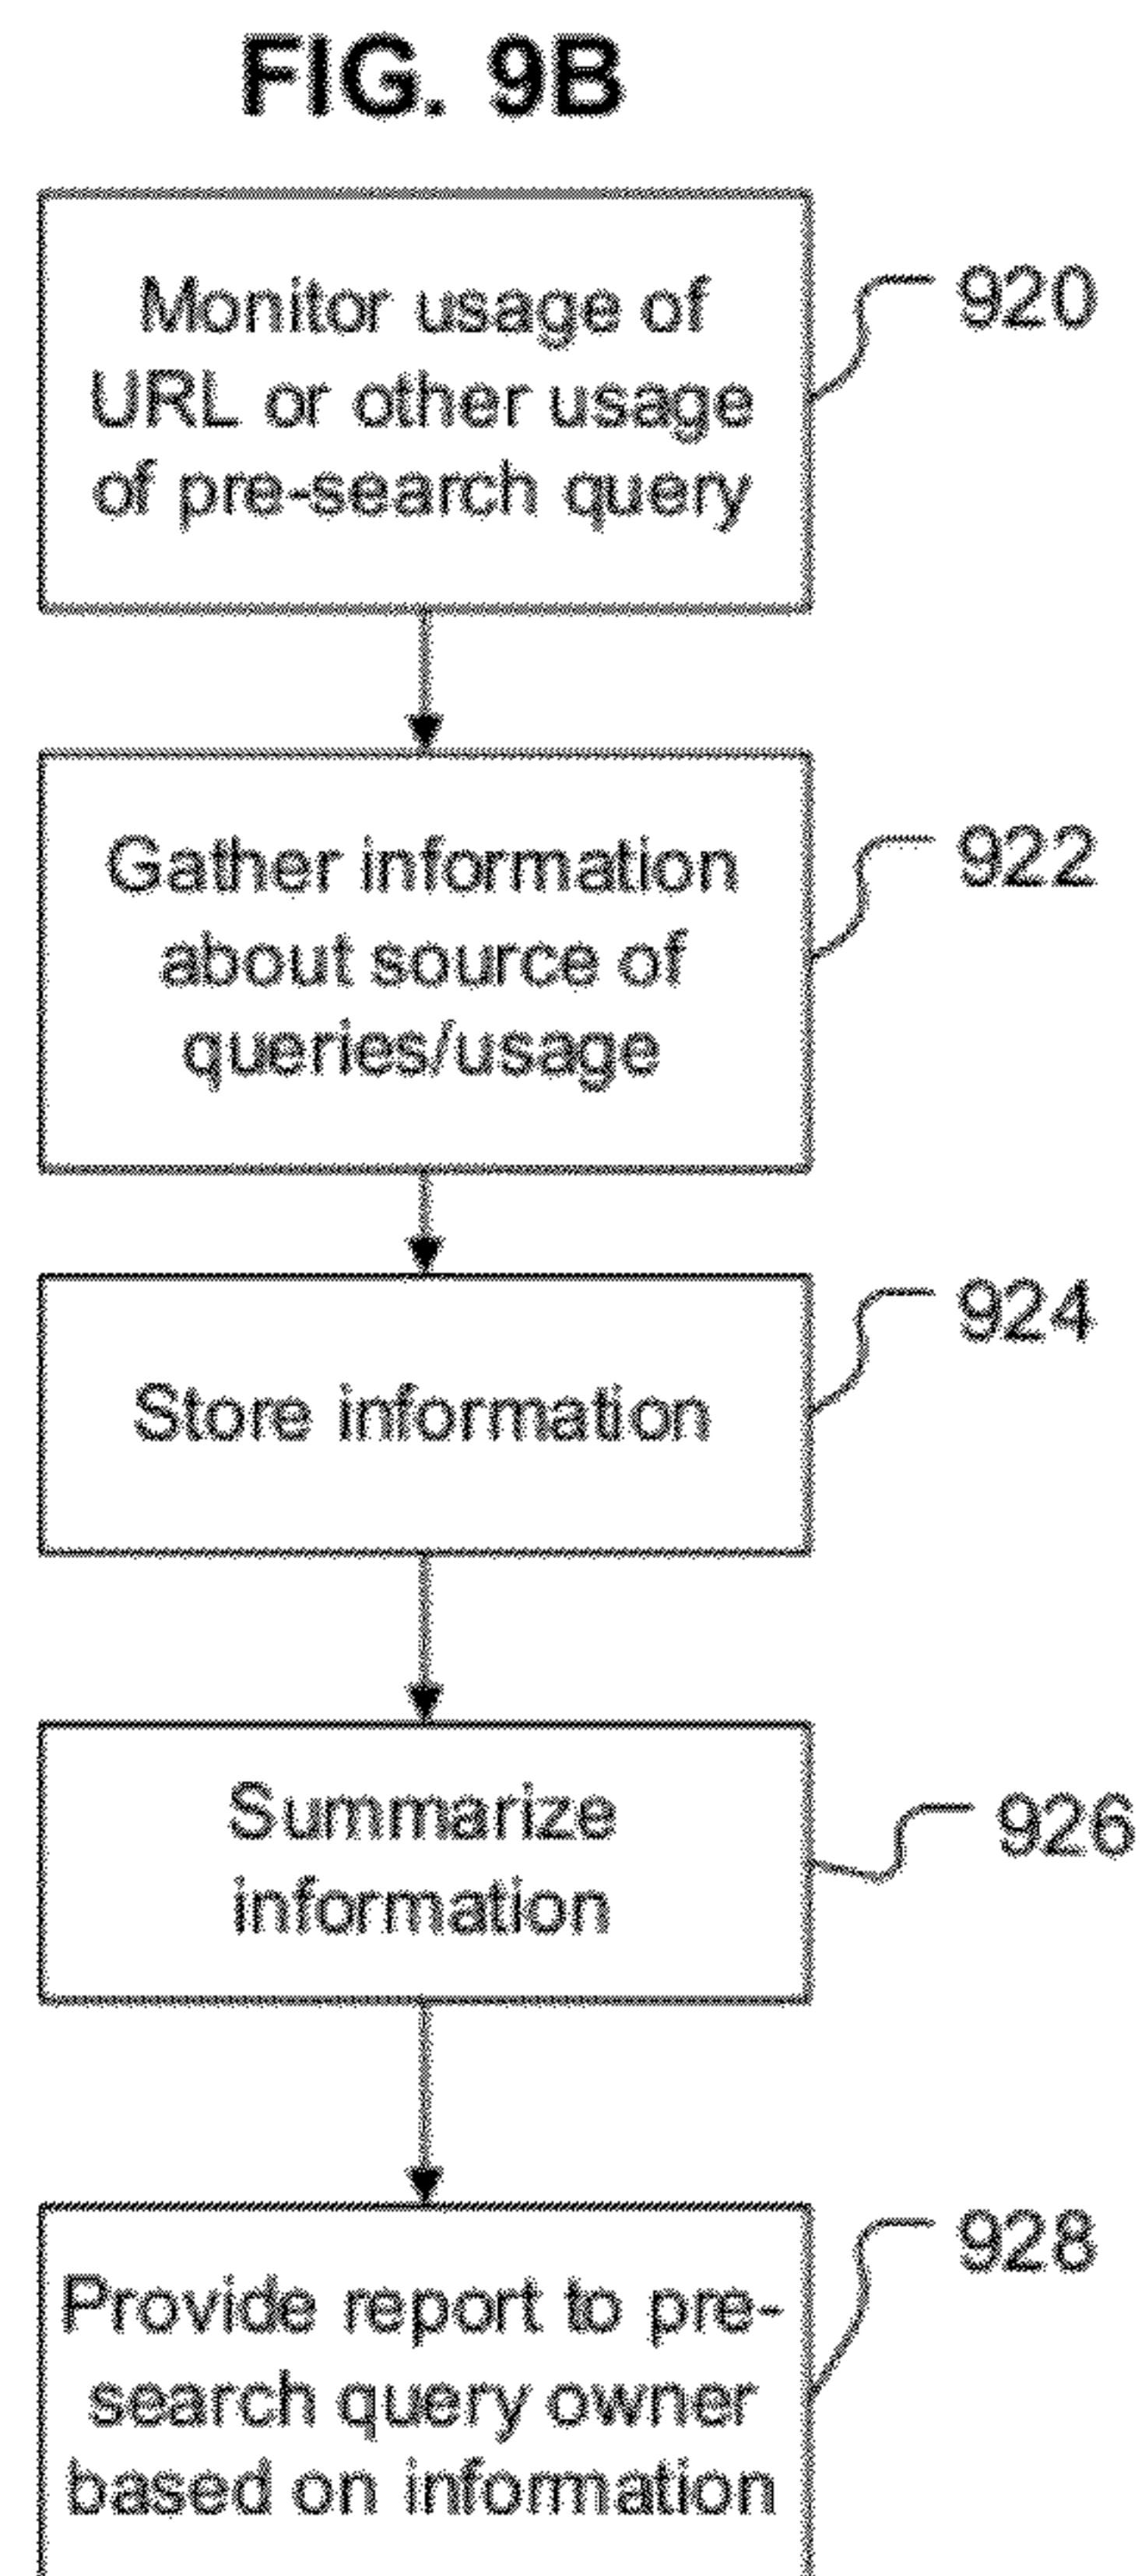 FIG. 9B
Monitor usage of
URL or other usage
of pre-search query
920
Gather information
about source of
queries/usage
922
Store information
924
Summarize
information
926
Provide report to pre-
search query owner
based on information
928